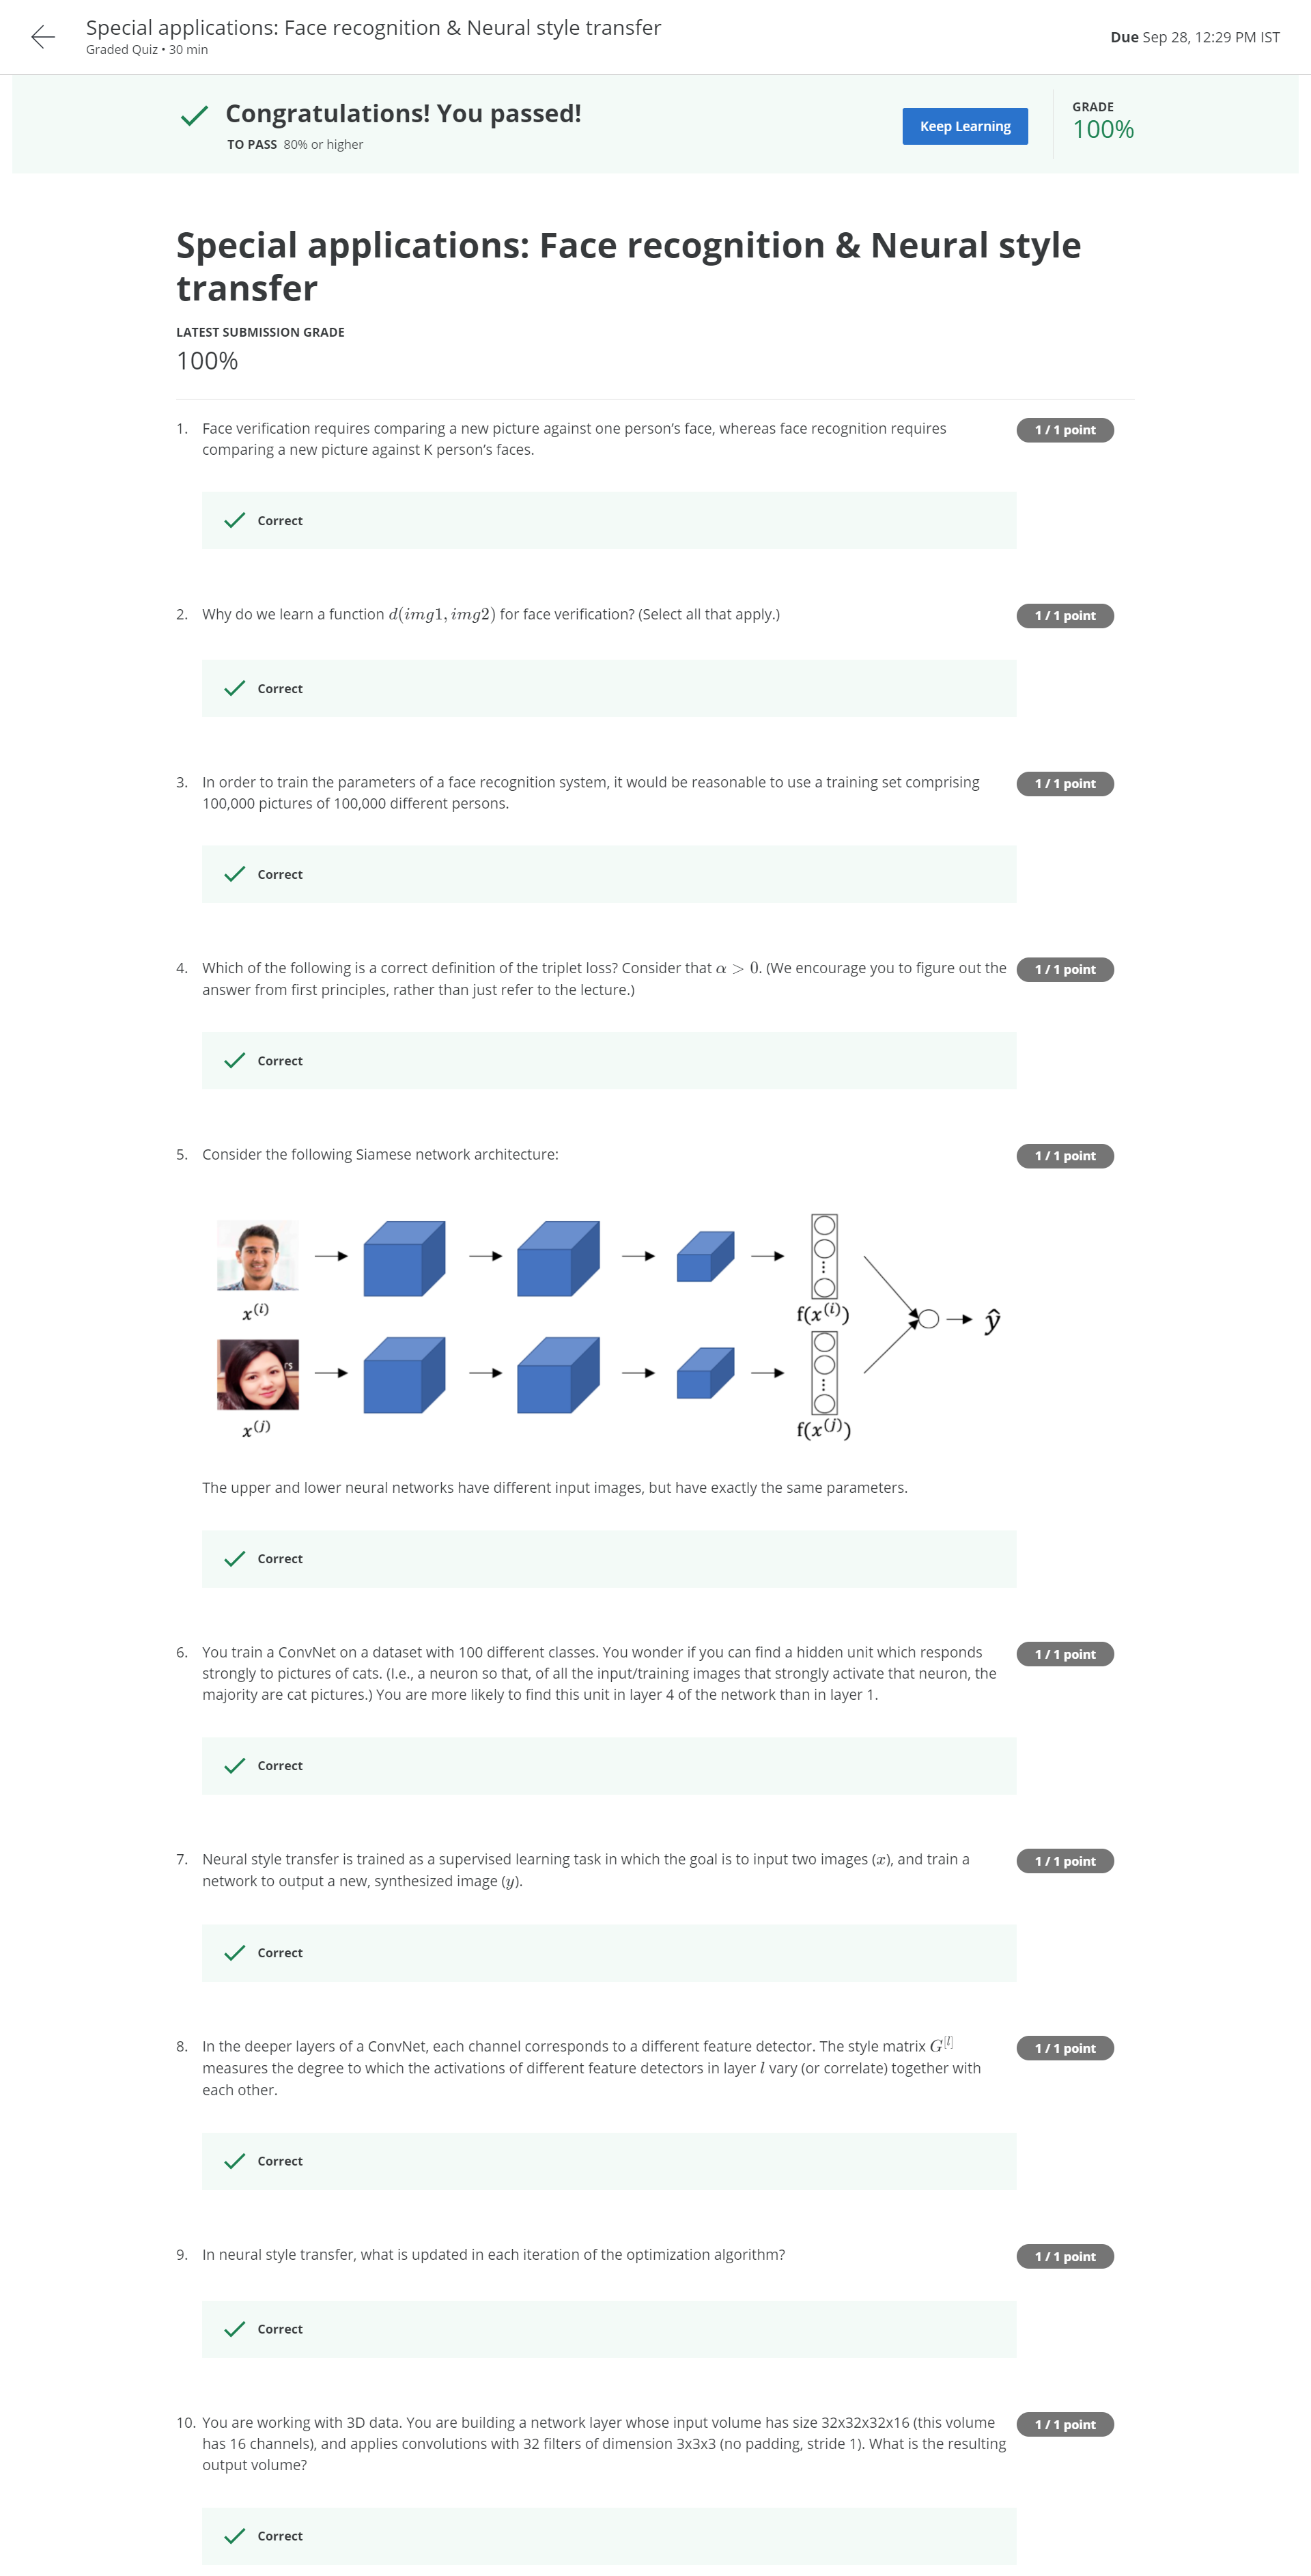 Special applications: Face recognition & Neural style transfer
Graded Quiz • 30 min
Due Sep 28, 12:29 PM IST
Congratulations! You passed!
TO PASS 80% or higher
Keep Learning
GRADE
100%
Special applications: Face recognition & Neural style
transfer
LATEST SUBMISSION GRADE
100%
1. Face verification requires comparing a new picture against one person’s face, whereas face recognition requires
comparing a new picture against K person’s faces.
1 / 1 point
Correct
2. Why do we learn a function d(img1, img2) for face verification? (Select all that apply.)
1 / 1 point
Correct
3. In order to train the parameters of a face recognition system, it would be reasonable to use a training set comprising
100,000 pictures of 100,000 different persons.
1 / 1 point
Correct
4. Which of the following is a correct definition of the triplet loss? Consider that α > 0. (We encourage you to figure out the
answer from first principles, rather than just refer to the lecture.)
1 / 1 point
Correct
5. Consider the following Siamese network architecture:
1 / 1 point
x^(i)
f(x^(i))
ŷ
rs
x^(j)
f(x^(j))
The upper and lower neural networks have different input images, but have exactly the same parameters.
Correct
6. You train a ConvNet on a dataset with 100 different classes. You wonder if you can find a hidden unit which responds
strongly to pictures of cats. (I.e., a neuron so that, of all the input/training images that strongly activate that neuron, the
majority are cat pictures.) You are more likely to find this unit in layer 4 of the network than in layer 1.
1 / 1 point
Correct
7. Neural style transfer is trained as a supervised learning task in which the goal is to input two images (x), and train a
network to output a new, synthesized image (y).
1 / 1 point
Correct
8. In the deeper layers of a ConvNet, each channel corresponds to a different feature detector. The style matrix G^[l]
measures the degree to which the activations of different feature detectors in layer l vary (or correlate) together with
each other.
1 / 1 point
Correct
9. In neural style transfer, what is updated in each iteration of the optimization algorithm?
1 / 1 point
Correct
10. You are working with 3D data. You are building a network layer whose input volume has size 32x32x32x16 (this volume
has 16 channels), and applies convolutions with 32 filters of dimension 3x3x3 (no padding, stride 1). What is the resulting
output volume?
1 / 1 point
Correct